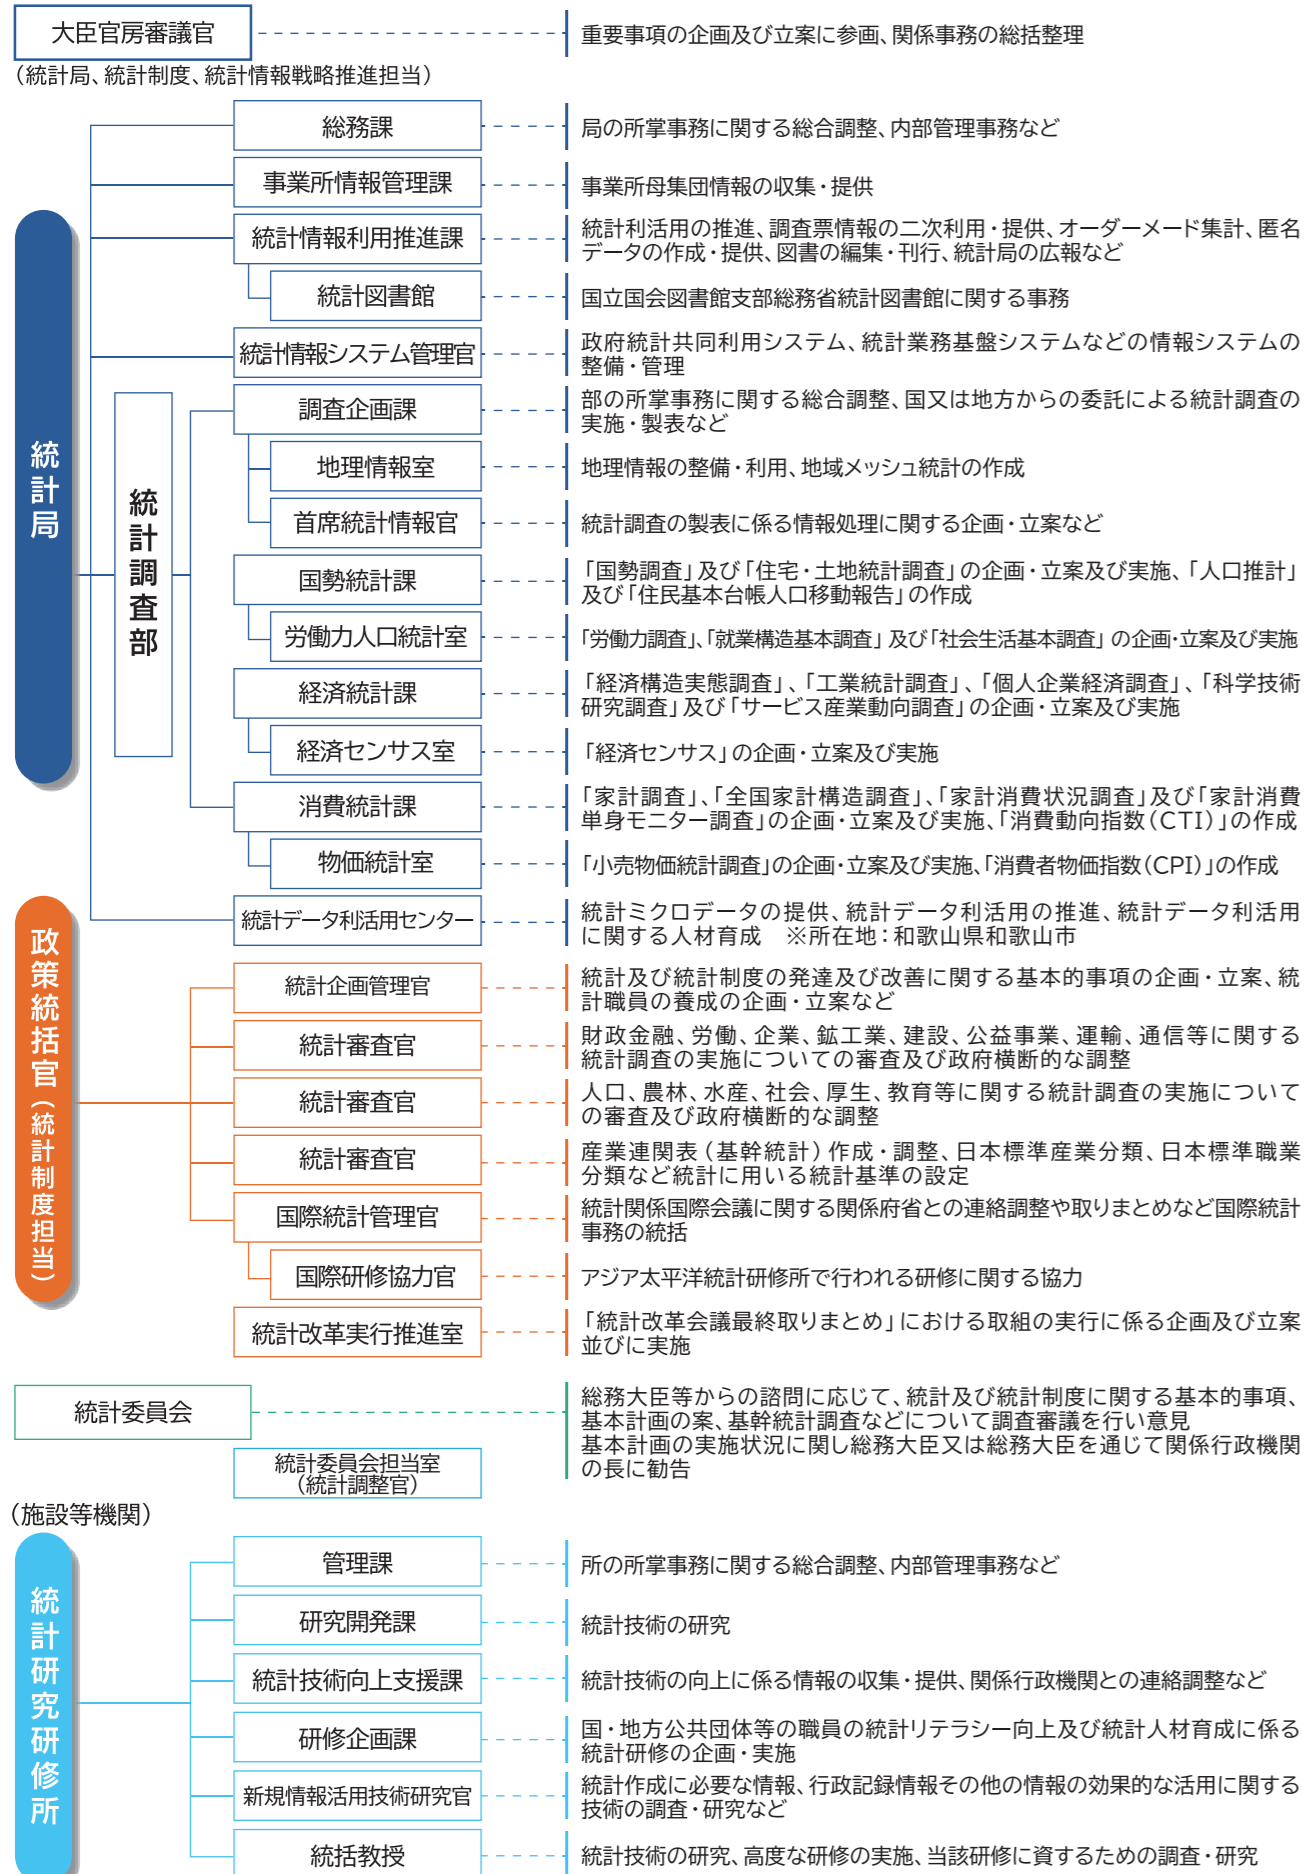 大臣官房審議官
重要事項の企画及び立案に参画、関係事務の総括整理
（統計局、統計制度、統計情報戦略推進担当）
統計局
総務課
局の所掌事務に関する総合調整、内部管理事務など
事業所情報管理課
事業所母集団情報の収集・提供
統計情報利用推進課
統計利活用の推進、調査票情報の二次利用・提供、オーダーメード集計、匿名
データの作成・提供、図書の編集・刊行、統計局の広報など
統計図書館
国立国会図書館支部総務省統計図書館に関する事務
統計情報システム管理官
政府統計共同利用システム、統計業務基盤システムなどの情報システムの
整備・管理
統計調査部
調査企画課
部の所掌事務に関する総合調整、国又は地方からの委託による統計調査の
実施・製表など
地理情報室
地理情報の整備・利用、地域メッシュ統計の作成
首席統計情報官
統計調査の製表に係る情報処理に関する企画・立案など
国勢統計課
「国勢調査」及び「住宅・土地統計調査」の企画・立案及び実施、「人口推計」
及び「住民基本台帳人口移動報告」の作成
労働力人口統計室
「労働力調査」、「就業構造基本調査」及び「社会生活基本調査」の企画・立案及び実施
経済統計課
「経済構造実態調査」、「工業統計調査」、「個人企業経済調査」、「科学技術
研究調査」及び「サービス産業動向調査」の企画・立案及び実施
経済センサス室
「経済センサス」の企画・立案及び実施
消費統計課
「家計調査」、「全国家計構造調査」、「家計消費状況調査」及び「家計消費
単身モニター調査」の企画・立案及び実施、「消費動向指数（CTI）」の作成
物価統計室
「小売物価統計調査」の企画・立案及び実施、「消費者物価指数（CPI）」の作成
統計データ利活用センター
統計ミクロデータの提供、統計データ利活用の推進、統計データ利活用
に関する人材育成　※所在地：和歌山県和歌山市
政策統括官（統計制度担当）
統計企画管理官
統計及び統計制度の発達及び改善に関する基本的事項の企画・立案、統
計職員の養成の企画・立案など
統計審査官
財政金融、労働、企業、鉱工業、建設、公益事業、運輸、通信等に関する
統計調査の実施についての審査及び政府横断的な調整
統計審査官
人口、農林、水産、社会、厚生、教育等に関する統計調査の実施について
の審査及び政府横断的な調整
統計審査官
産業連関表（基幹統計）作成・調整、日本標準産業分類、日本標準職業
分類など統計に用いる統計基準の設定
国際統計管理官
統計関係国際会議に関する関係府省との連絡調整や取りまとめなど国際統計
事務の統括
国際研修協力官
アジア太平洋統計研修所で行われる研修に関する協力
統計改革実行推進室
「統計改革会議最終取りまとめ」における取組の実行に係る企画及び立案
並びに実施
統計委員会
総務大臣等からの諮問に応じて、統計及び統計制度に関する基本的事項、
基本計画の案、基幹統計調査などについて調査審議を行い意見
基本計画の実施状況に関し総務大臣又は総務大臣を通じて関係行政機関
の長に勧告
統計委員会担当室
（統計調整官）
（施設等機関）
統計研究研修所
管理課
所の所掌事務に関する総合調整、内部管理事務など
研究開発課
統計技術の研究
統計技術向上支援課
統計技術の向上に係る情報の収集・提供、関係行政機関との連絡調整など
研修企画課
国・地方公共団体等の職員の統計リテラシー向上及び統計人材育成に係る
統計研修の企画・実施
新規情報活用技術研究官
統計作成に必要な情報、行政記録情報その他の情報の効果的な活用に関する
技術の調査・研究など
統括教授
統計技術の研究、高度な研修の実施、当該研修に資するための調査・研究